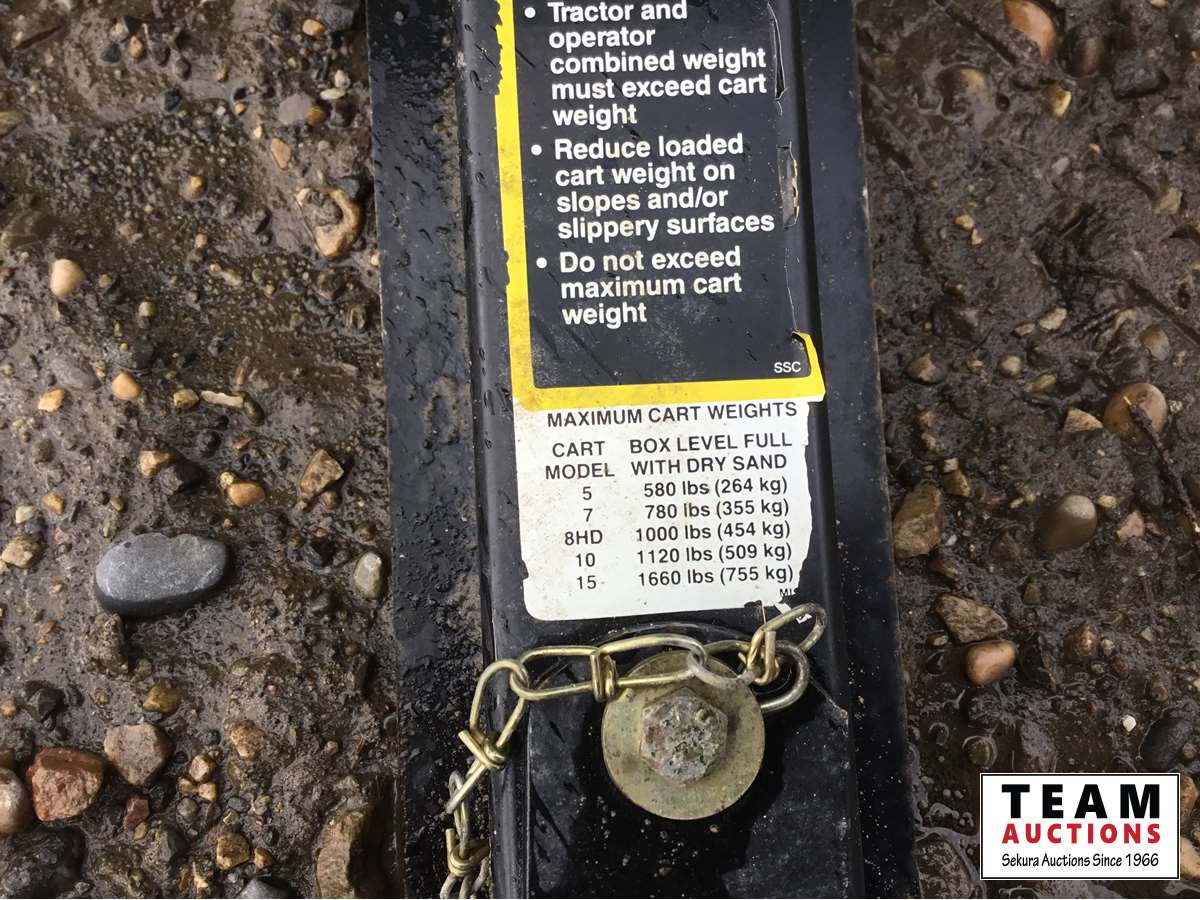 • Tractor and
operator
combined weight
must exceed cart
weight
• Reduce loaded
cart weight on
slopes and/or
slippery surfaces
• Do not exceed
maximum cart
weight
SSC
MAXIMUM CART WEIGHTS
CART BOX LEVEL FULL
MODEL WITH DRY SAND
5 580 lbs (264 kg)
7 780 lbs (355 kg)
8HD 1000 lbs (454 kg)
10 1120 lbs (509 kg)
15 1660 lbs (755 kg)
TEAM
AUCTIONS
Sekura Auctions Since 1966